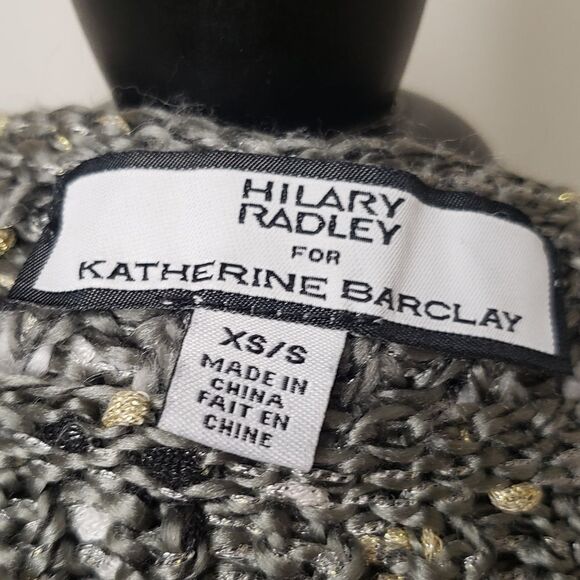 HILARY
RADLEY
FOR
KATHERINE BARCLAY
XS/S
MADE IN
CHINA
FAIT EN
CHINE